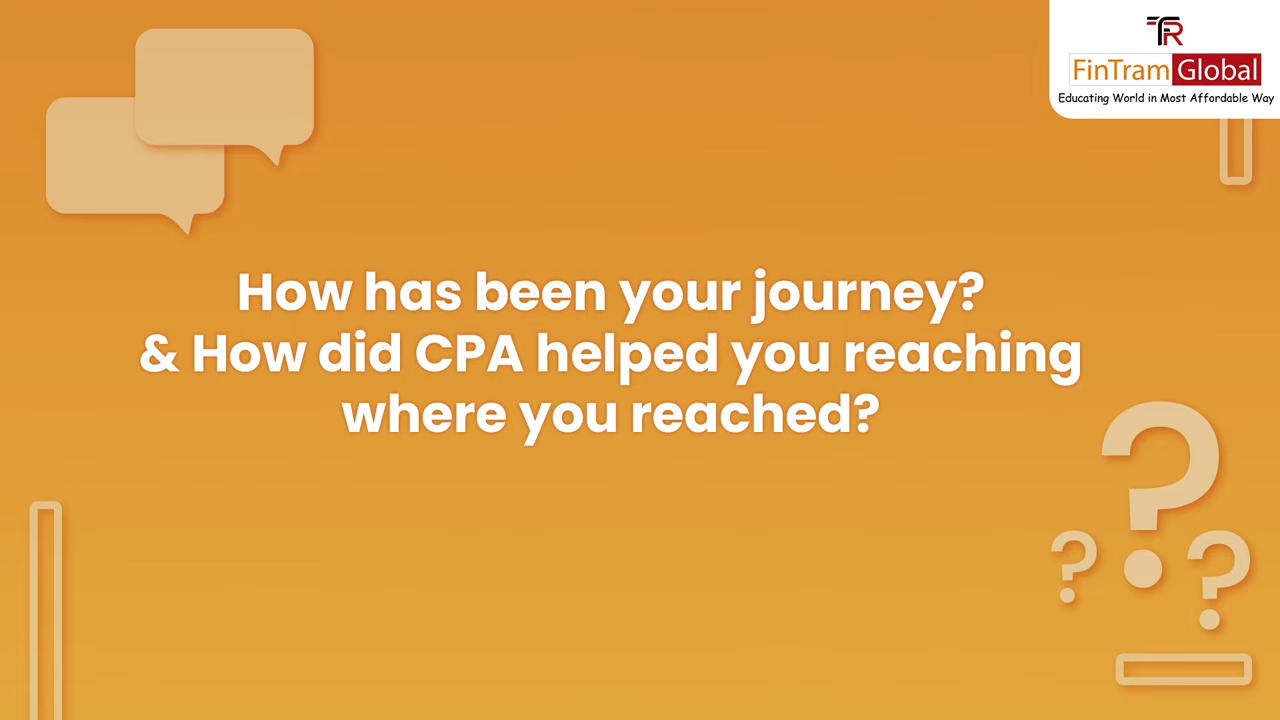 FinTram Global
Educating World in Most Affordable Way
How has been your journey?
& How did CPA helped you reaching
where you reached?